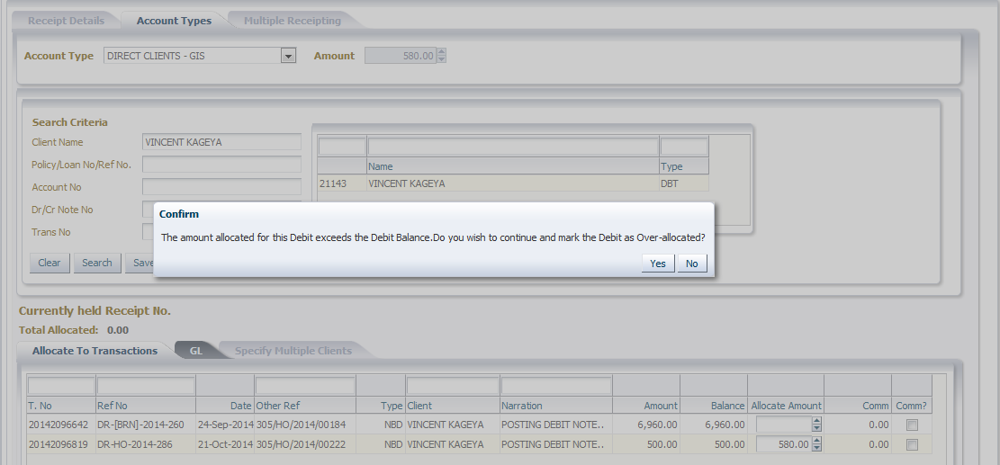 Receipt Details Account Types Multiple Receipting
Account Type DIRECT CLIENTS - GIS Amount 580.00
Search Criteria
Client Name VINCENT KAGEYA
Policy/Loan No/Ref No.
Name Type
Account No
21143 VINCENT KAGEYA DBT
Dr/Cr Note No
Trans No
Confirm
The amount allocated for this Debit exceeds the Debit Balance.Do you wish to continue and mark the Debit as Over-allocated?
Yes No
Clear Search Save
Currently held Receipt No.
Total Allocated: 0.00
Allocate To Transactions GL Specify Multiple Clients
T. No Ref No Date Other Ref Type Client Narration Amount Balance Allocate Amount Comm Comm?
20142096642 DR-[BRN]-2014-260 24-Sep-2014 305/HO/2014/00184 NBD VINCENT KAGEYA POSTING DEBIT NOTE.. 6,960.00 6,960.00 0.00
20142096819 DR-HO-2014-286 21-Oct-2014 305/HO/2014/00222 NBD VINCENT KAGEYA POSTING DEBIT NOTE.. 500.00 500.00 580.00 0.00